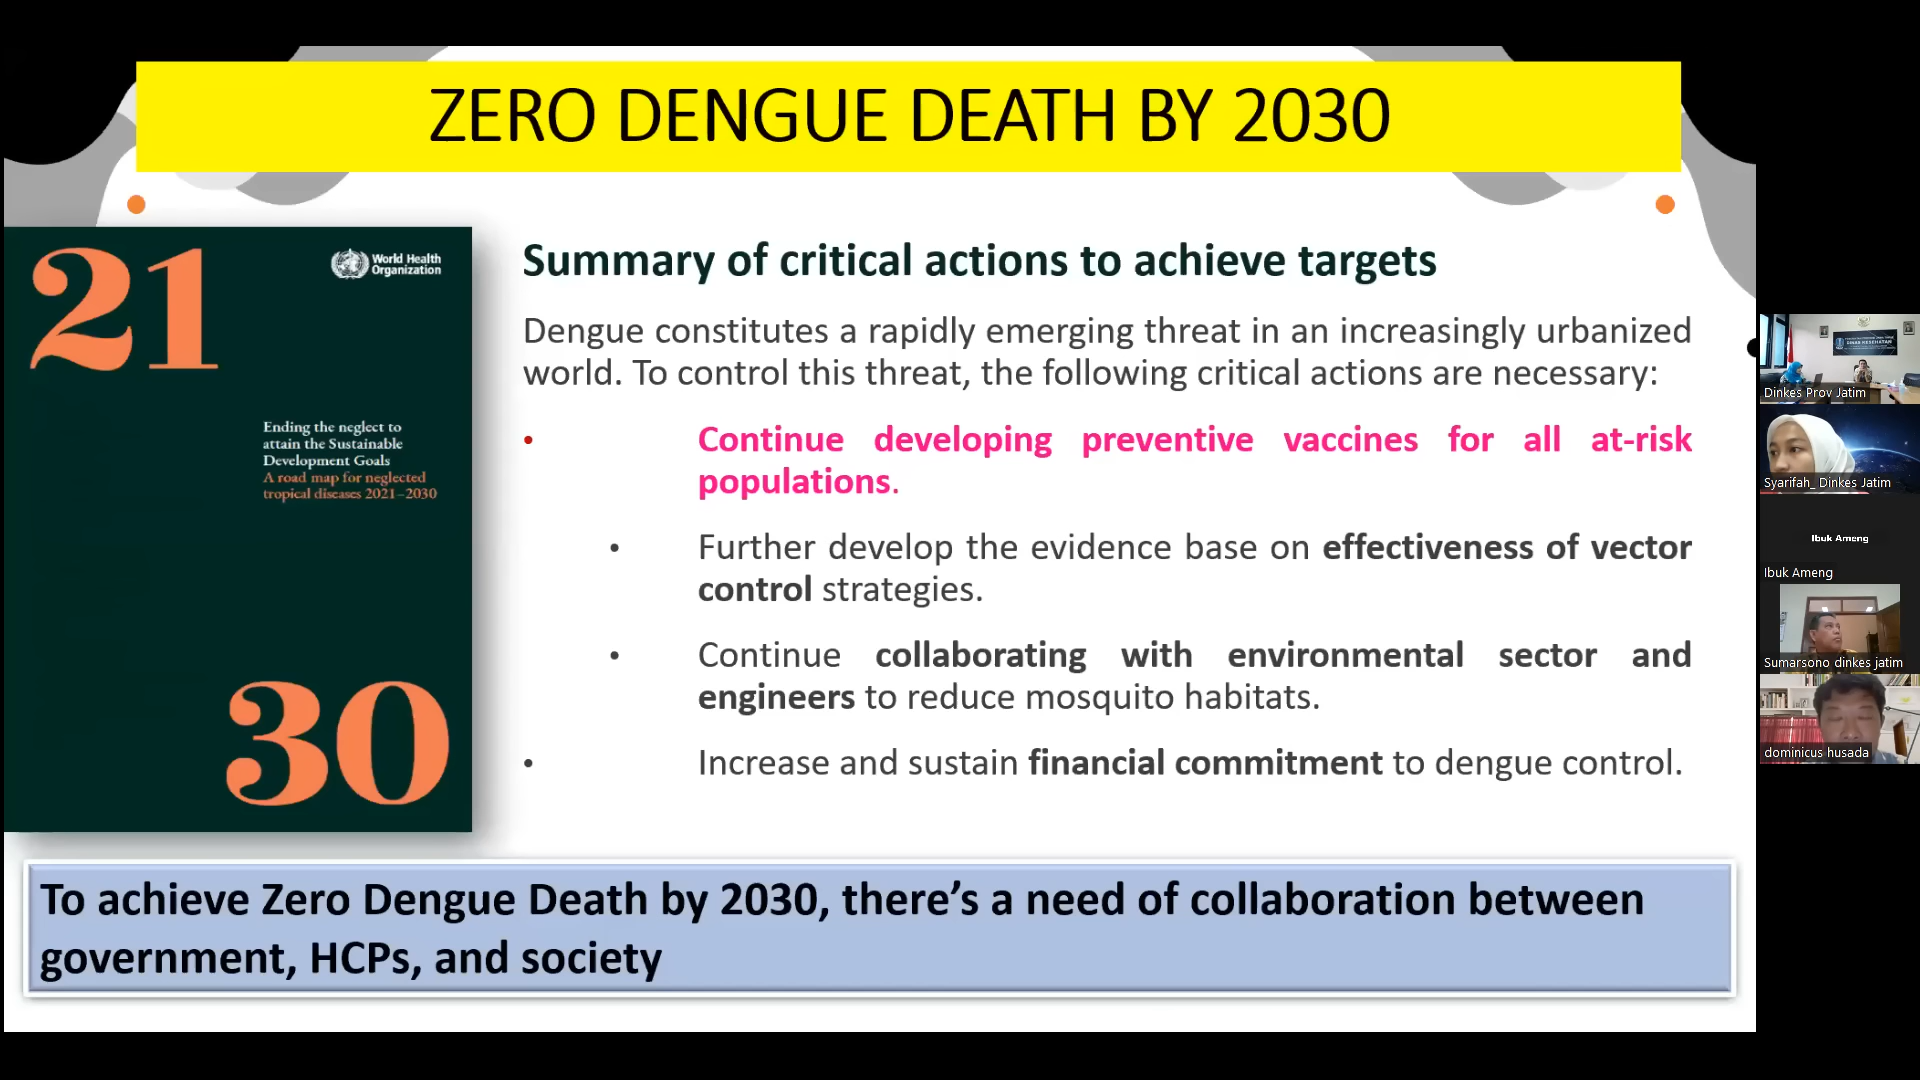 ZERO DENGUE DEATH BY 2030
21
World Health
Organization
Ending the neglect to
attain the Sustainable
Development Goals
A road map for neglected
tropical diseases 2021–2030
30
Summary of critical actions to achieve targets
Dengue constitutes a rapidly emerging threat in an increasingly urbanized
world. To control this threat, the following critical actions are necessary:
• Continue developing preventive vaccines for all at-risk
populations.
• Further develop the evidence base on effectiveness of vector
control strategies.
• Continue collaborating with environmental sector and
engineers to reduce mosquito habitats.
• Increase and sustain financial commitment to dengue control.
To achieve Zero Dengue Death by 2030, there’s a need of collaboration between
government, HCPs, and society
DINAS KESEHATAN
Dinkes Prov Jatim
Syarifah_ Dinkes Jatim
Ibuk Ameng
Ibuk Ameng
Sumarsono dinkes jatim
dominicus husada